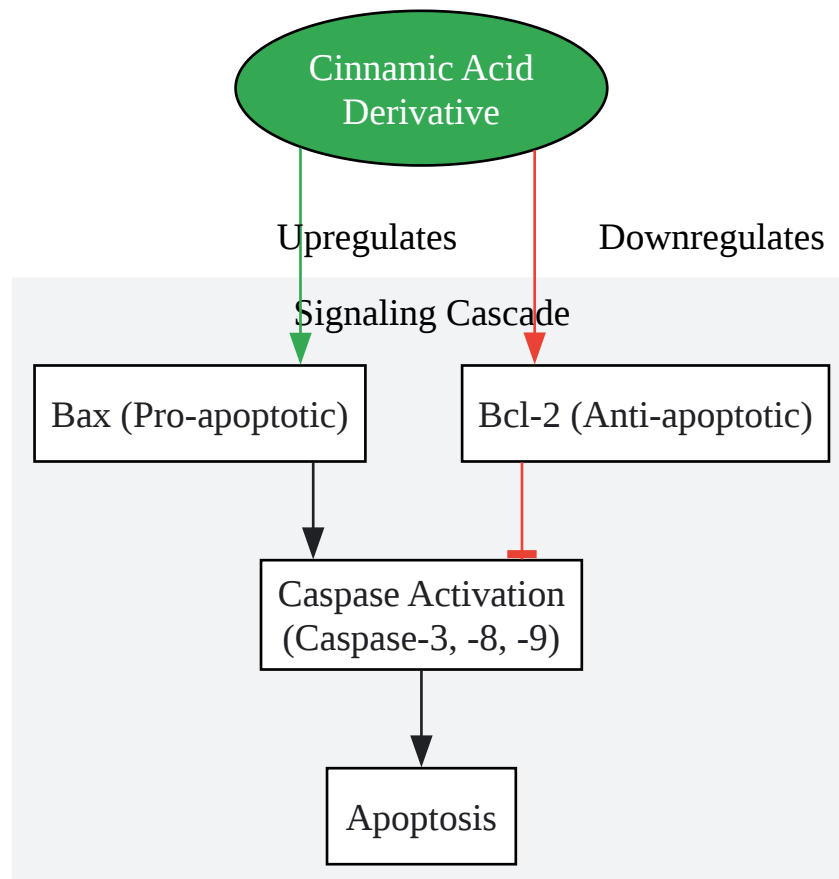 Cinnamic Acid
Derivative
Upregulates
Downregulates
Signaling Cascade
Bax (Pro-apoptotic)
Bcl-2 (Anti-apoptotic)
Caspase Activation
(Caspase-3, -8, -9)
Apoptosis